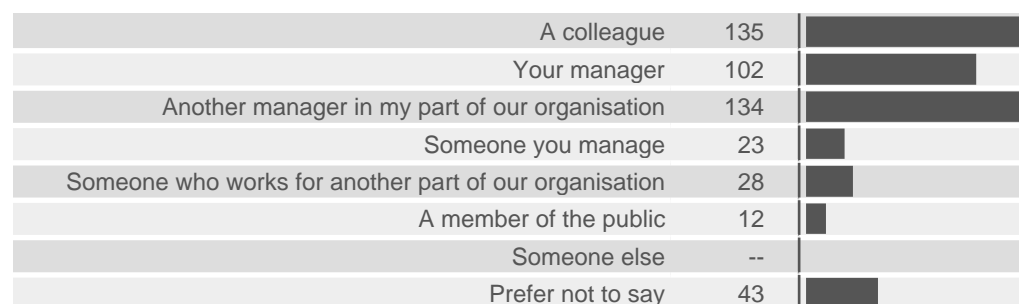 A colleague 135
Your manager 102
Another manager in my part of our organisation 134
Someone you manage 23
Someone who works for another part of our organisation 28
A member of the public 12
Someone else --
Prefer not to say 43